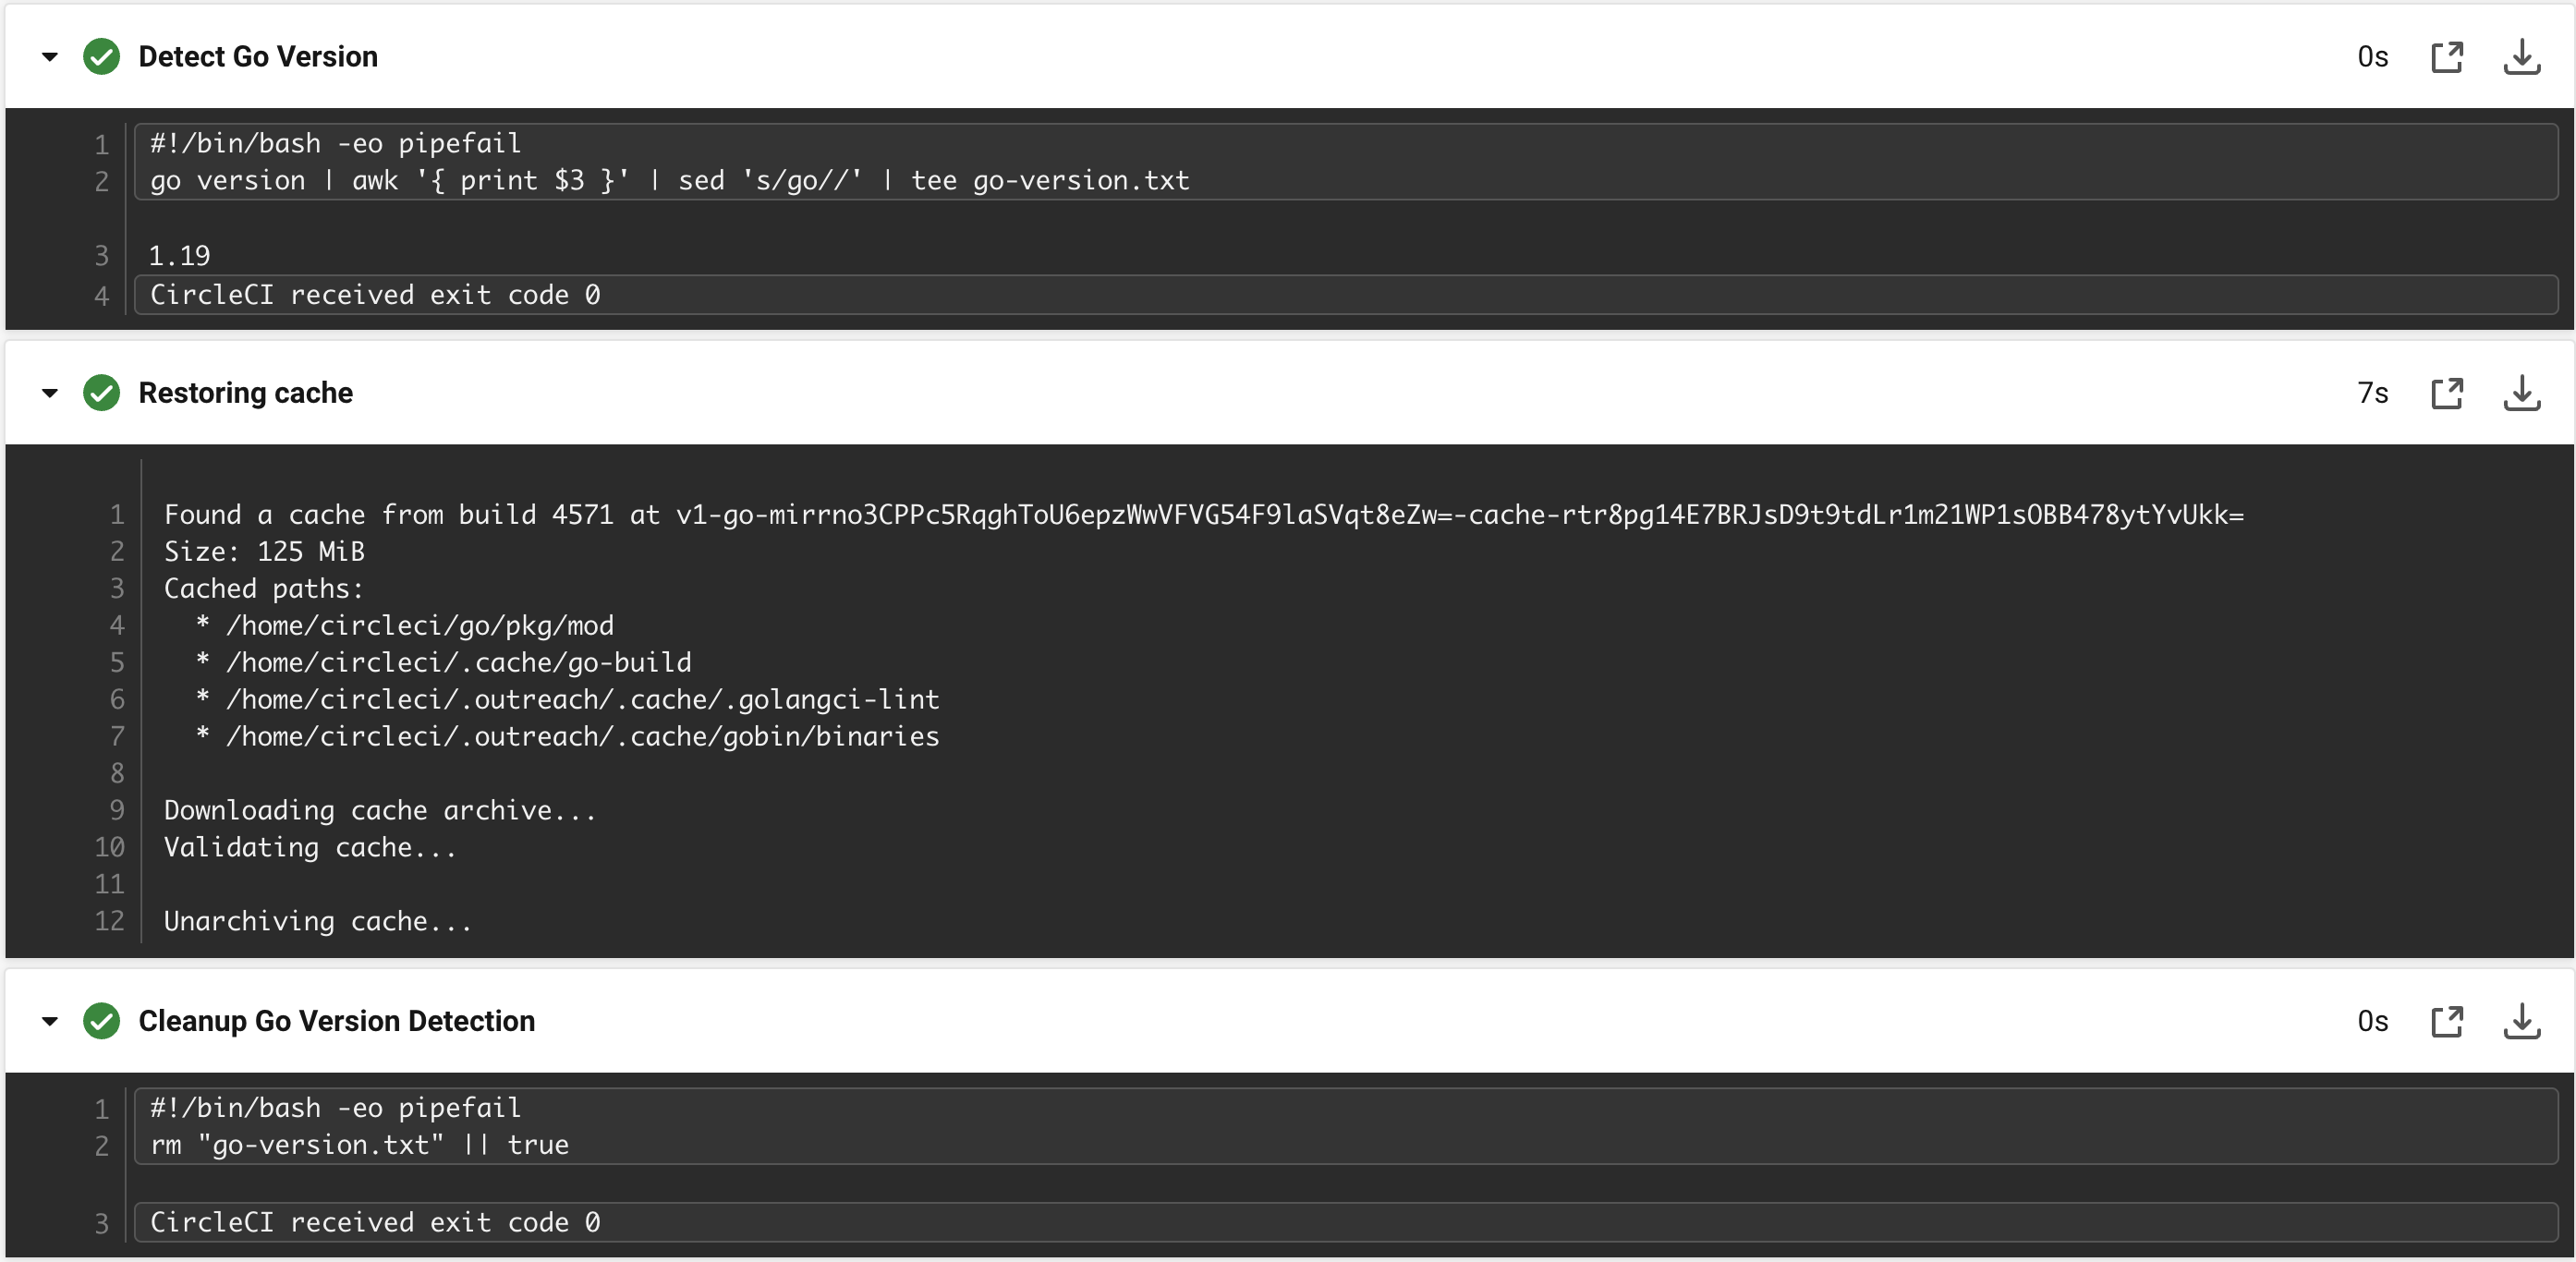 Detect Go Version 0s
1 #!/bin/bash -eo pipefail
2 go version | awk '{ print $3 }' | sed 's/go//' | tee go-version.txt
3 1.19
4 CircleCI received exit code 0
Restoring cache 7s
1 Found a cache from build 4571 at v1-go-mirrno3CPPc5RqghToU6epzWwVFVG54F9laSVqt8eZw=-cache-rtr8pg14E7BRJsD9t9tdLr1m21WP1sOBB478ytYvUkk=
2 Size: 125 MiB
3 Cached paths:
4 * /home/circleci/go/pkg/mod
5 * /home/circleci/.cache/go-build
6 * /home/circleci/.outreach/.cache/.golangci-lint
7 * /home/circleci/.outreach/.cache/gobin/binaries
8
9 Downloading cache archive...
10 Validating cache...
11
12 Unarchiving cache...
Cleanup Go Version Detection 0s
1 #!/bin/bash -eo pipefail
2 rm "go-version.txt" || true
3 CircleCI received exit code 0